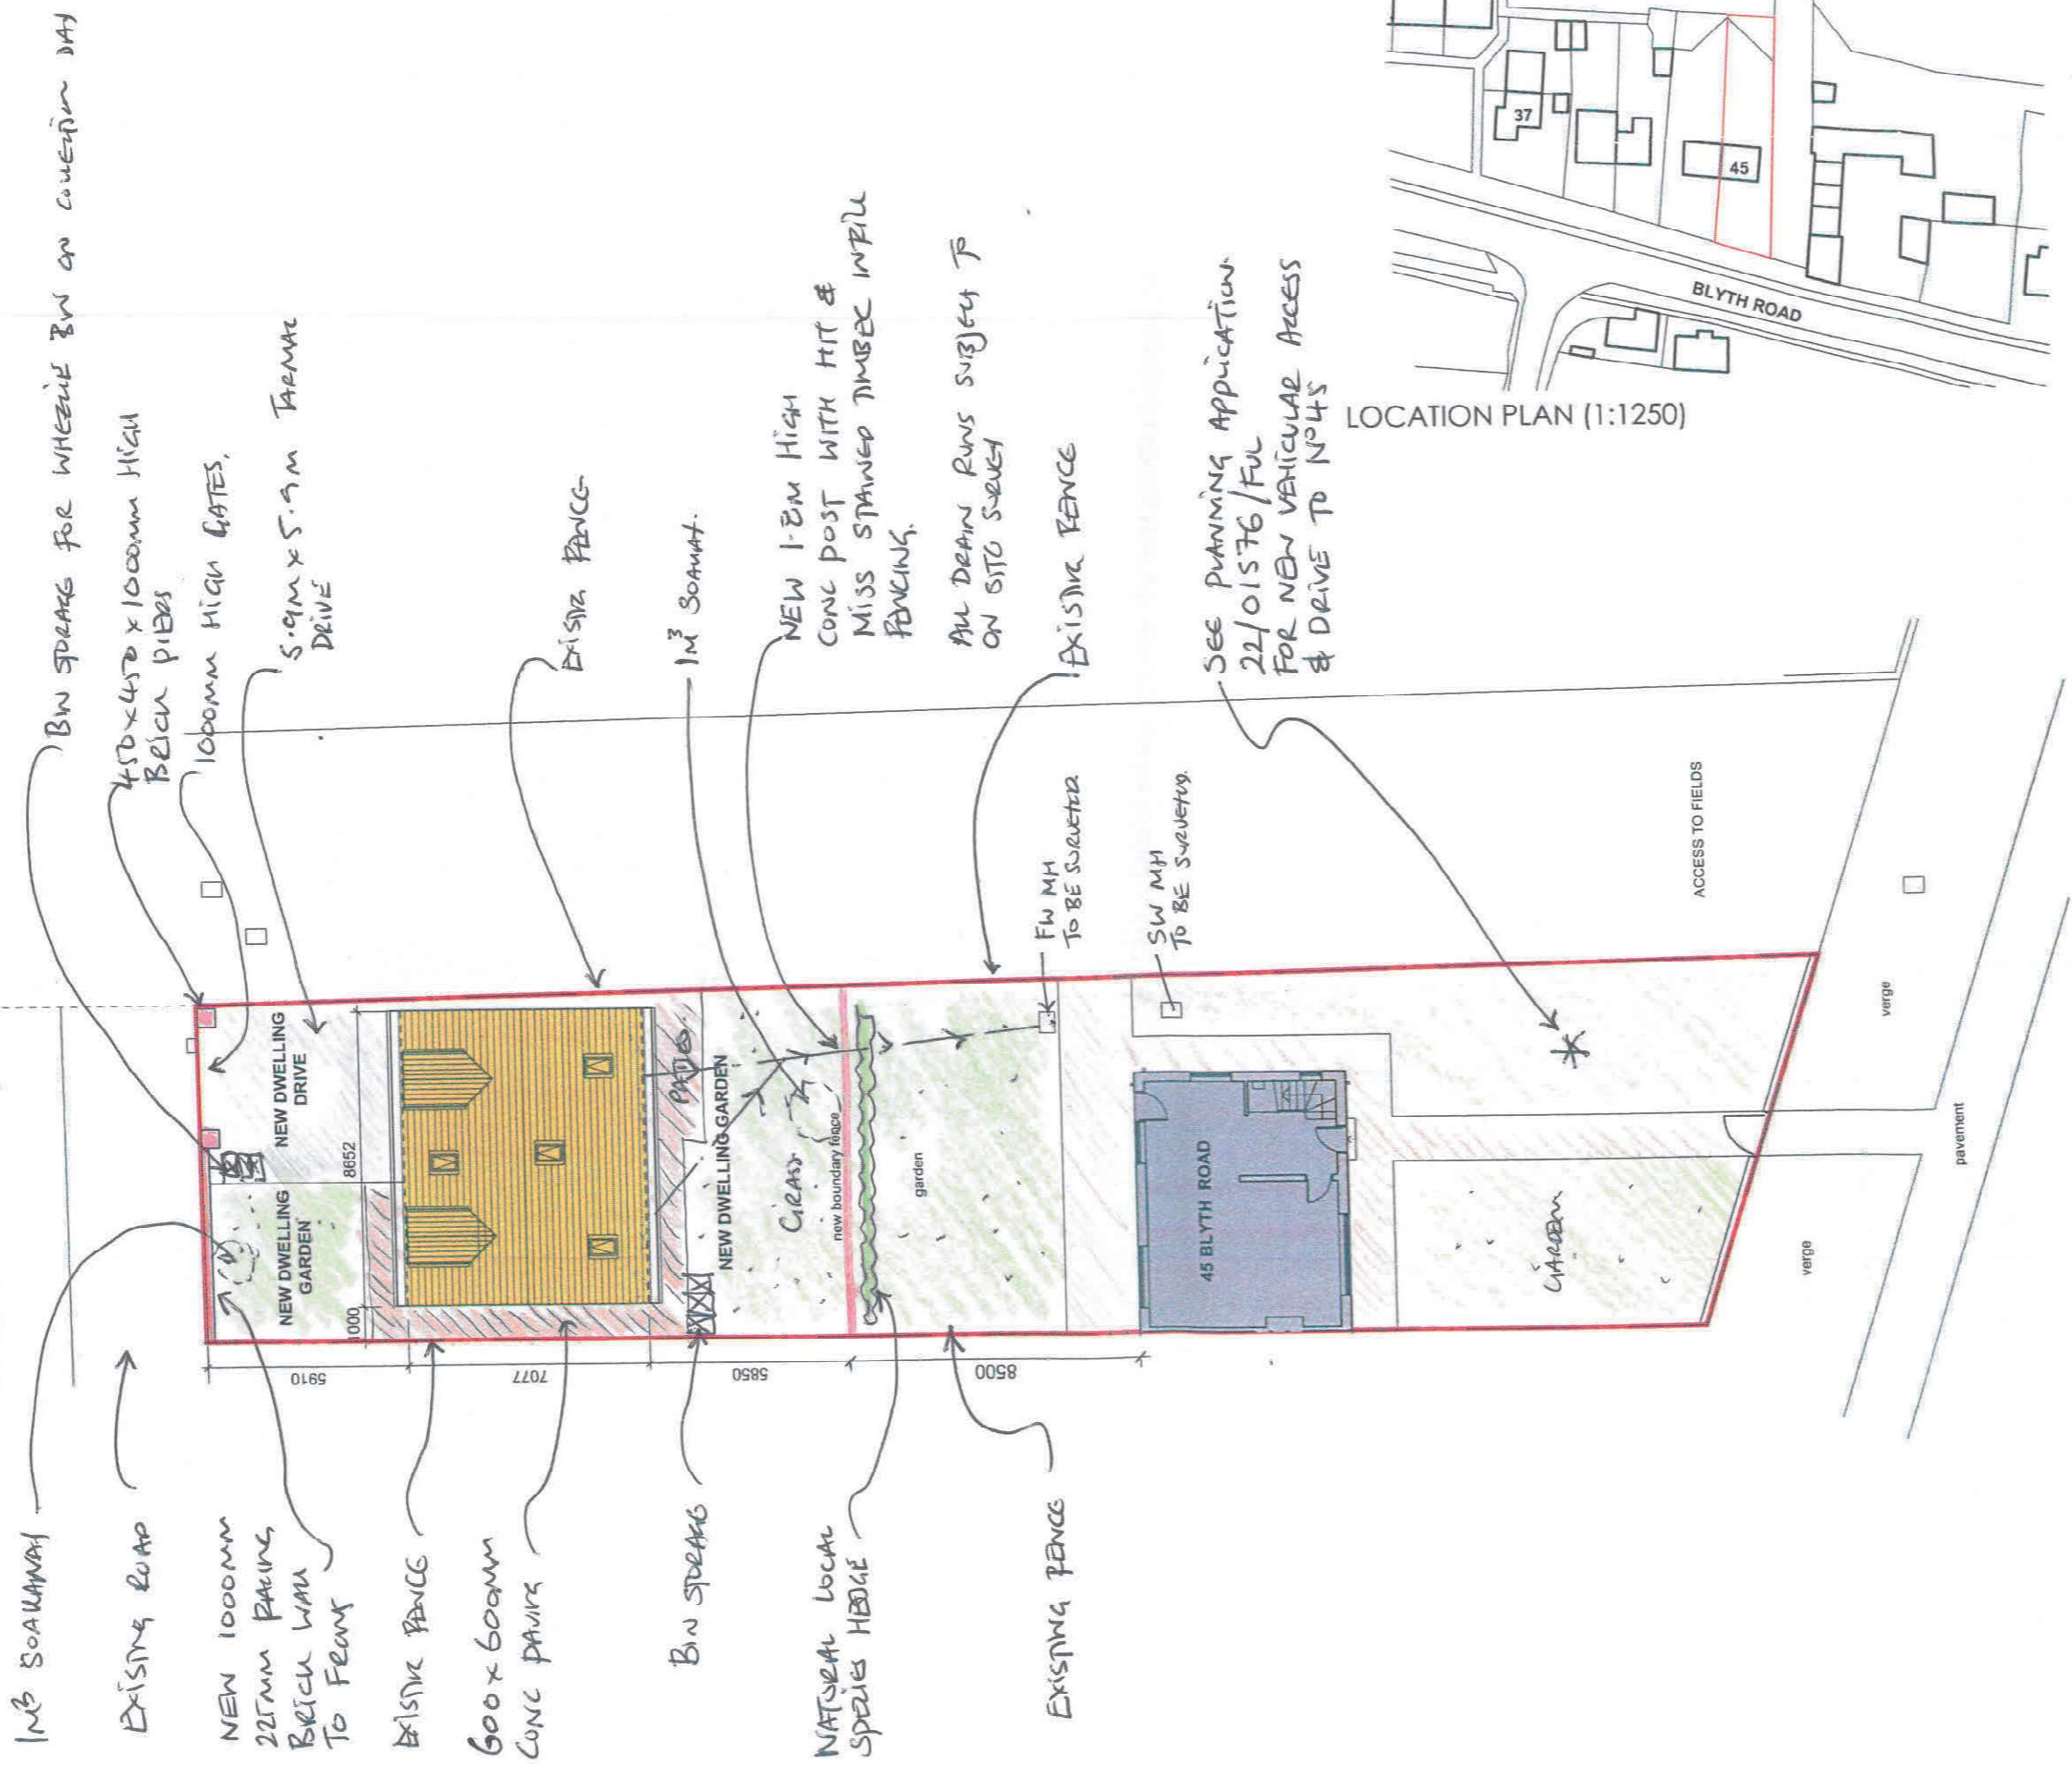 BIN STORAGE FOR WHEELIE BIN ON COLLECTION DAY
450 x 450 x 1000mm HIGH
BRICK PIERS
1000mm HIGH GATES.
5.9m x 5.9m TARMAC
DRIVE
EXISTING FENCE
1M³ SOAKAWAY.
NEW 1.8M HIGH
CONC POST WITH HIT &
MISS STAINED TIMBER INFILL
FENCING.
ALL DRAIN RUNS SUBJECT TO
ON SITE SURVEY
EXISTING FENCE
SEE PLANNING APPLICATION.
22/01576/FUL
FOR NEW VEHICULAR ACCESS
& DRIVE TO Nº45
FW MH
TO BE SURVEYED
SW MH
TO BE SURVEYED.
ACCESS TO FIELDS
1M³ SOAKAWAY
EXISTING ROAD
NEW 1000mm
225mm FACING
BRICK WALL
TO FRONT
EXISTING FENCE
600 x 600mm
CONC PAVING
BIN STORAGE
NATURAL LOCAL
SPECIES HEDGE
EXISTING FENCE
NEW DWELLING
DRIVE
NEW DWELLING
GARDEN
8652
1000
5910
7077
5850
8500
PATIO.
NEW DWELLING GARDEN
GRASS
new boundary fence
garden
45 BLYTH ROAD
GARDEN
verge
verge
pavement
37
45
BLYTH ROAD
LOCATION PLAN (1:1250)